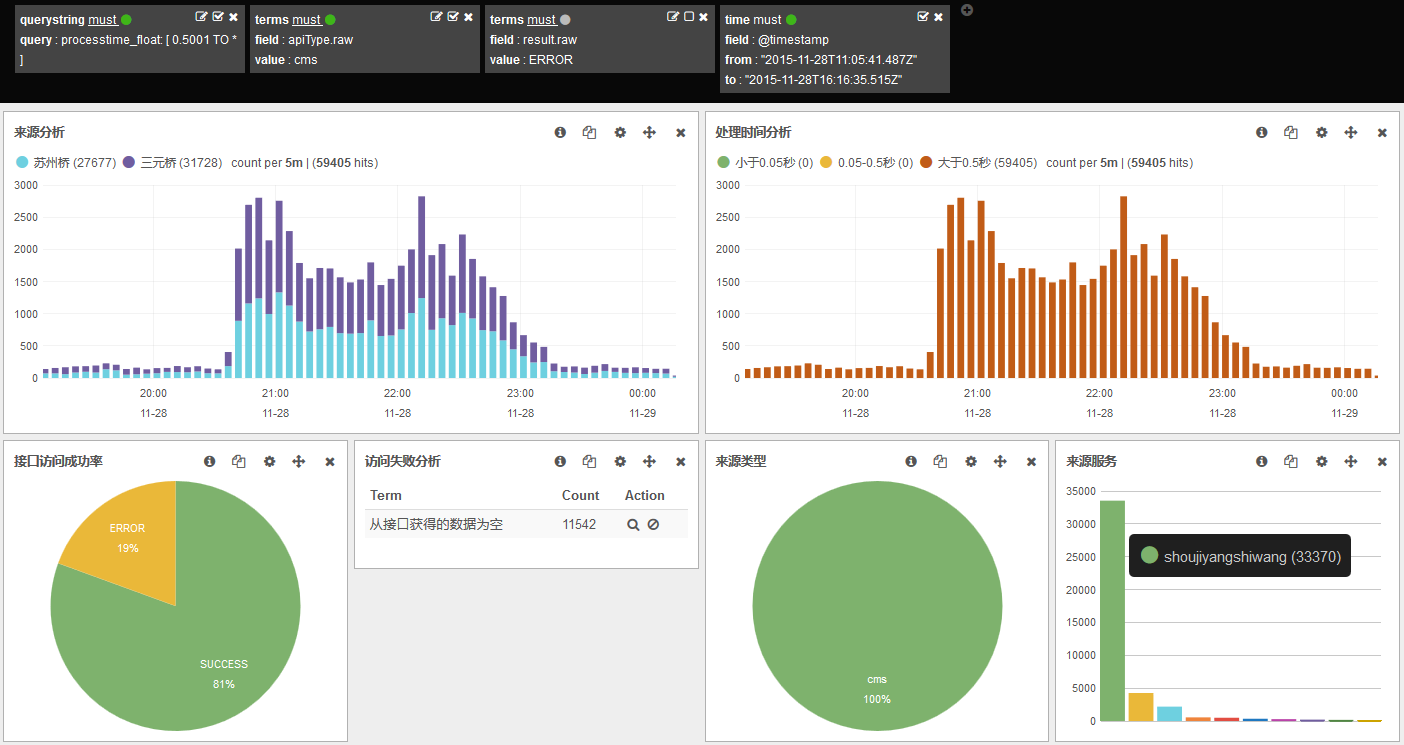 querystring must
query : processtime_float: [ 0.5001 TO *
]
terms must
field : apiType.raw
value : cms
terms must
field : result.raw
value : ERROR
time must
field : @timestamp
from : "2015-11-28T11:05:41.487Z"
to : "2015-11-28T16:16:35.515Z"
来源分析
苏州桥 (27677) 三元桥 (31728) count per 5m | (59405 hits)
3000
2500
2000
1500
1000
500
0
20:00 21:00 22:00 23:00 00:00
11-28 11-28 11-28 11-28 11-29
处理时间分析
小于0.05秒 (0) 0.05-0.5秒 (0) 大于0.5秒 (59405) count per 5m | (59405 hits)
3000
2500
2000
1500
1000
500
0
20:00 21:00 22:00 23:00 00:00
11-28 11-28 11-28 11-28 11-29
接口访问成功率
ERROR
19%
SUCCESS
81%
访问失败分析
Term Count Action
从接口获得的数据为空 11542
来源类型
cms
100%
来源服务
35000
30000
25000
20000
15000
10000
5000
0
shoujiyangshiwang (33370)